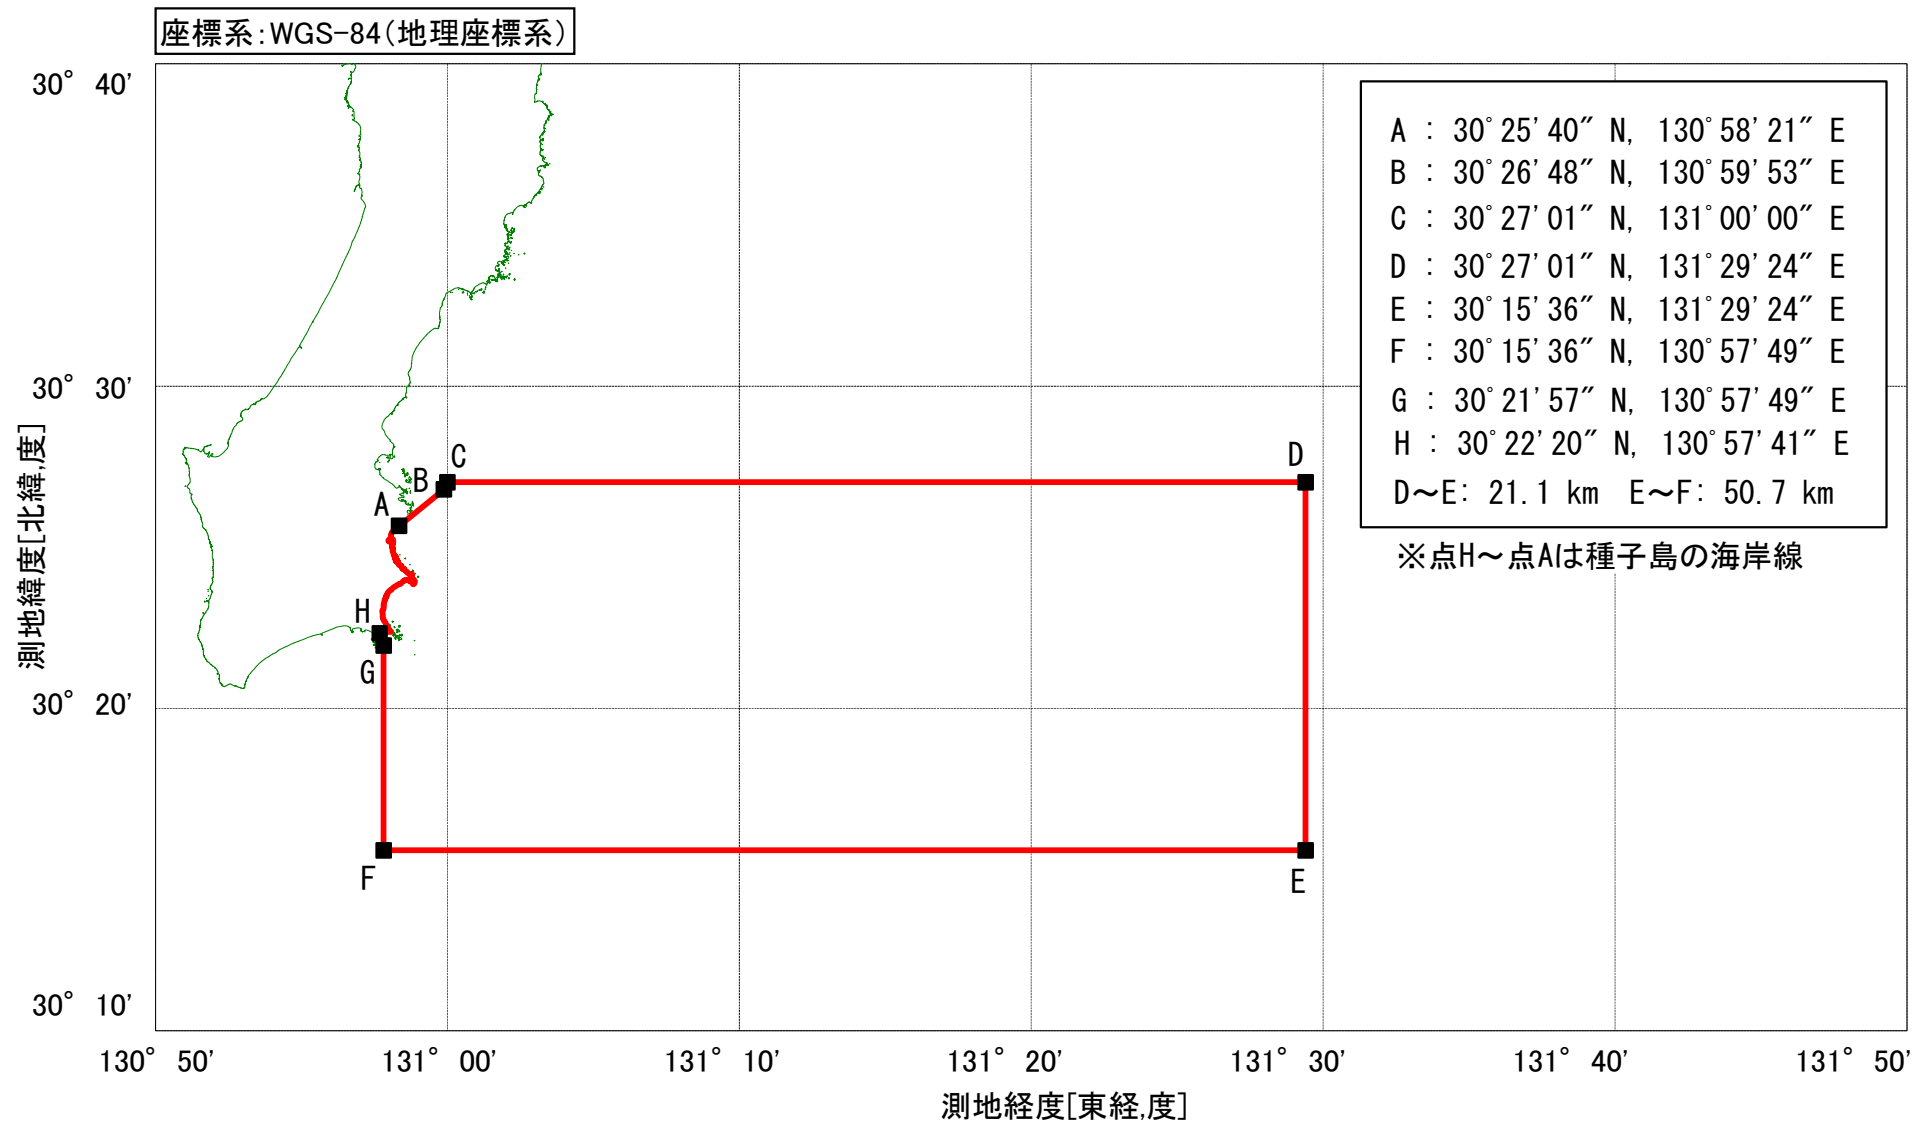 座標系:WGS-84(地理座標系)
30° 40'
30° 30'
30° 20'
30° 10'
測地緯度[北緯,度]
130° 50'
131° 00'
131° 10'
131° 20'
131° 30'
131° 40'
131° 50'
測地経度[東経,度]
A
B
C
D
E
F
G
H
A : 30°25'40" N, 130°58'21" E
B : 30°26'48" N, 130°59'53" E
C : 30°27'01" N, 131°00'00" E
D : 30°27'01" N, 131°29'24" E
E : 30°15'36" N, 131°29'24" E
F : 30°15'36" N, 130°57'49" E
G : 30°21'57" N, 130°57'49" E
H : 30°22'20" N, 130°57'41" E
D～E: 21.1 km E～F: 50.7 km
※点H～点Aは種子島の海岸線